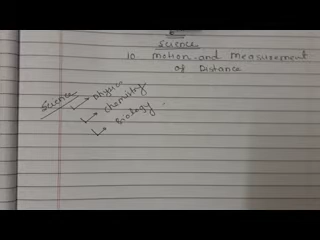 Science
10 Motion and Measurement
of Distance
Science
Physics
Chemistry
Biology